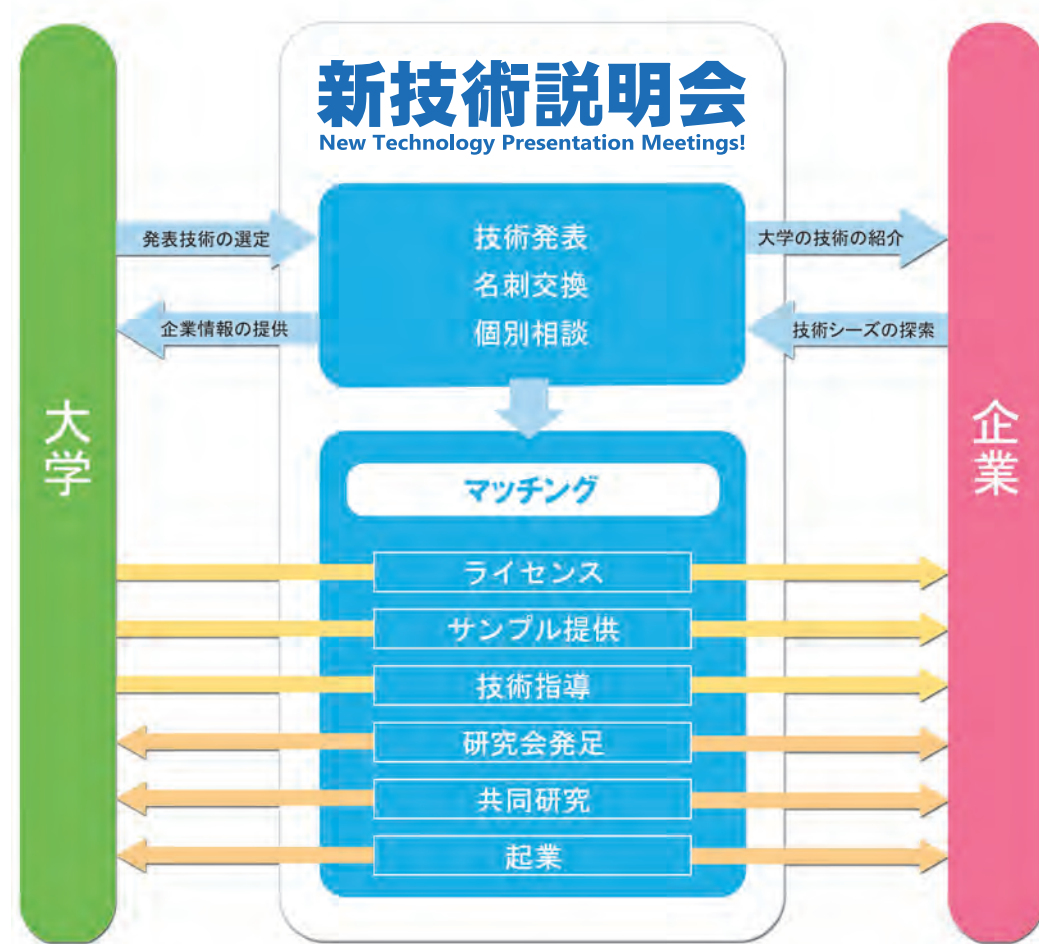 新技術説明会
New Technology Presentation Meetings!
発表技術の選定
技術発表
大学の技術の紹介
名刺交換
企業情報の提供
個別相談
技術シーズの探索
大学
企業
マッチング
ライセンス
サンプル提供
技術指導
研究会発足
共同研究
起業